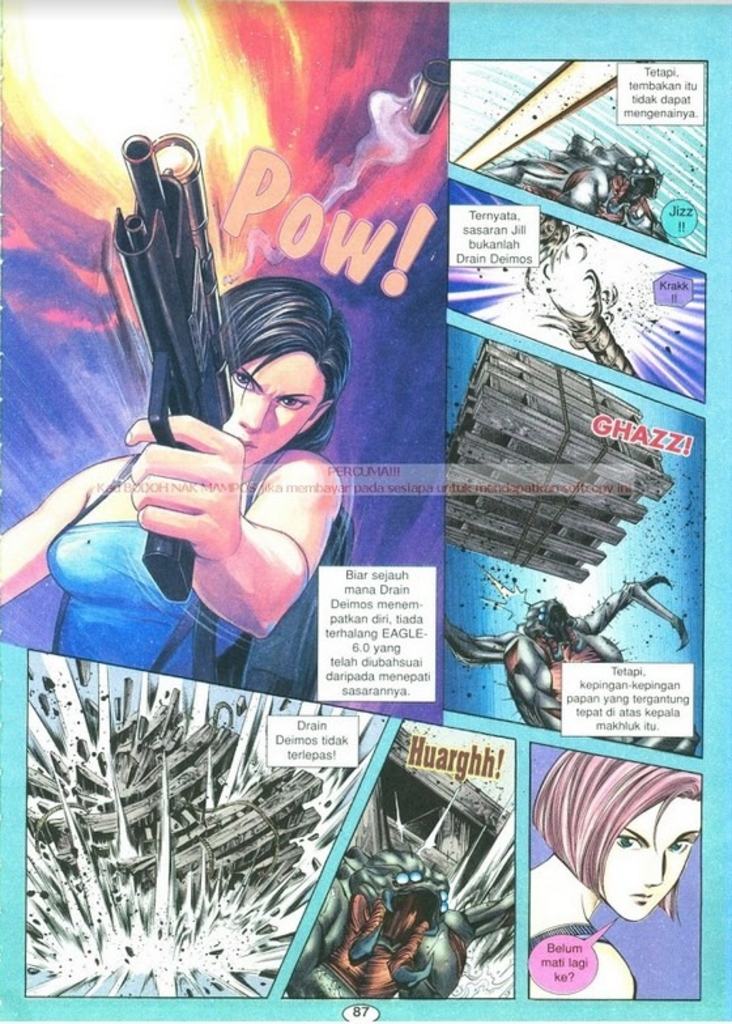 POW!
Biar sejauh
mana Drain
Deimos menem-
patkan diri, tiada
terhalang EAGLE-
6.0 yang
telah diubahsuai
daripada menepati
sasarannya.
Tetapi,
tembakan itu
tidak dapat
mengenainya.
Jizz
!!
Ternyata,
sasaran Jill
bukanlah
Drain Deimos
Krakk
!!
GHAZZ!
PERCUMA!!!
Kau BODOH NAK MAMPOS jika membayar pada sesiapa untuk mendapatkan softcopy ini
Tetapi,
kepingan-kepingan
papan yang tergantung
tepat di atas kepala
makhluk itu.
Drain
Deimos tidak
terlepas!
Huarghh!
Belum
mati lagi
ke?
87